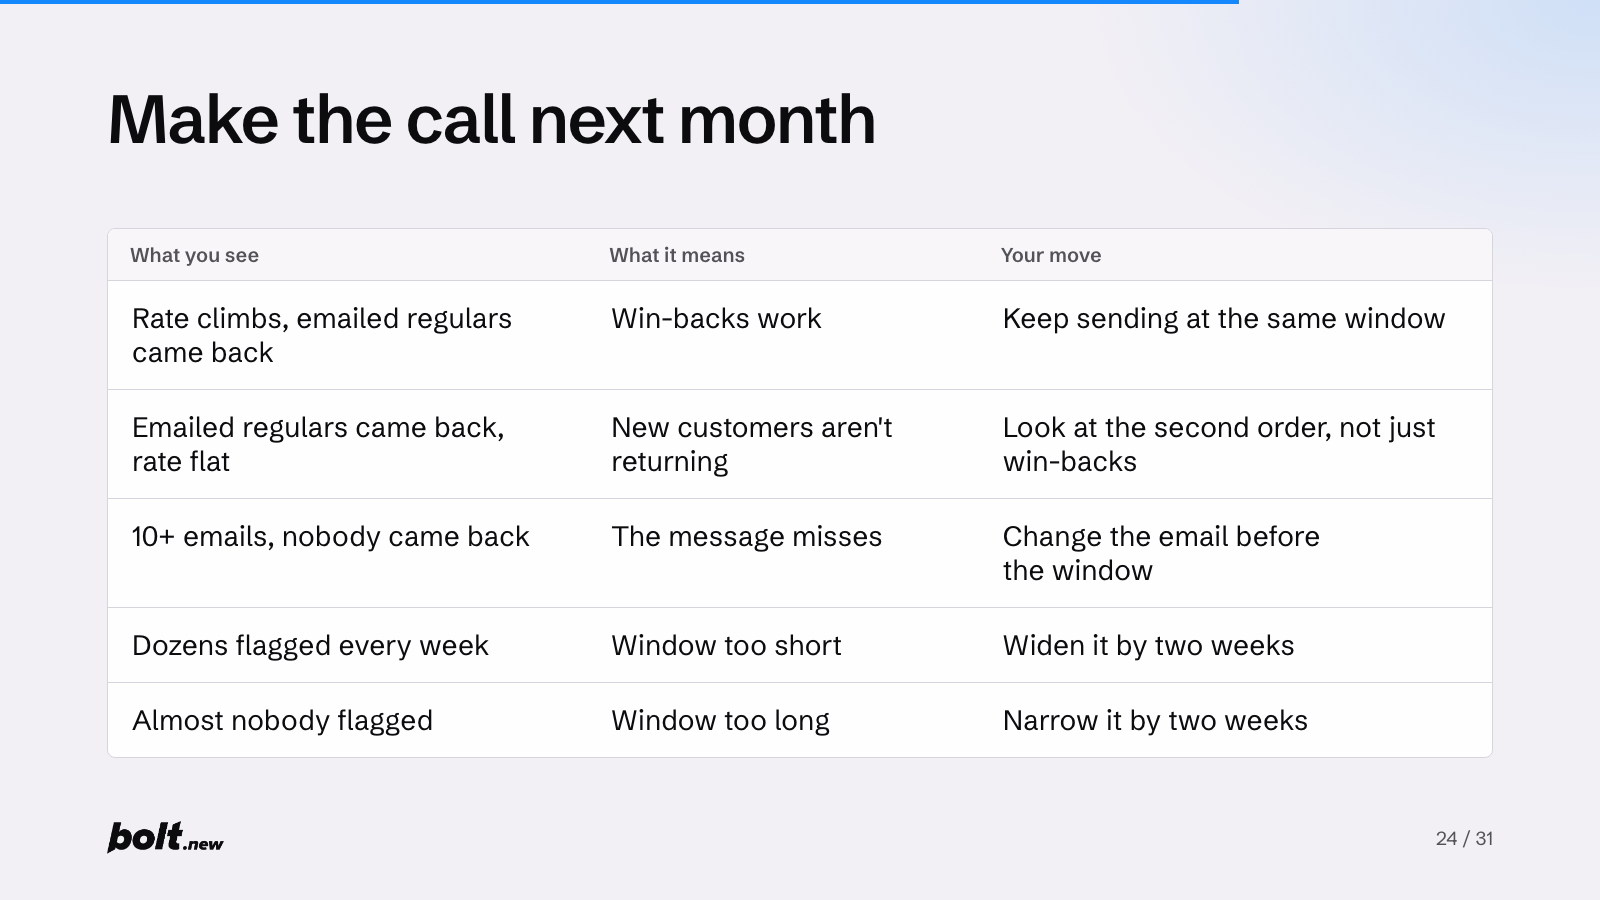 Make the call next month
What you see
What it means
Your move
Rate climbs, emailed regulars
came back
Win-backs work
Keep sending at the same window
Emailed regulars came back,
rate flat
New customers aren't
returning
Look at the second order, not just
win-backs
10+ emails, nobody came back
The message misses
Change the email before
the window
Dozens flagged every week
Window too short
Widen it by two weeks
Almost nobody flagged
Window too long
Narrow it by two weeks
bolt.new
24 / 31